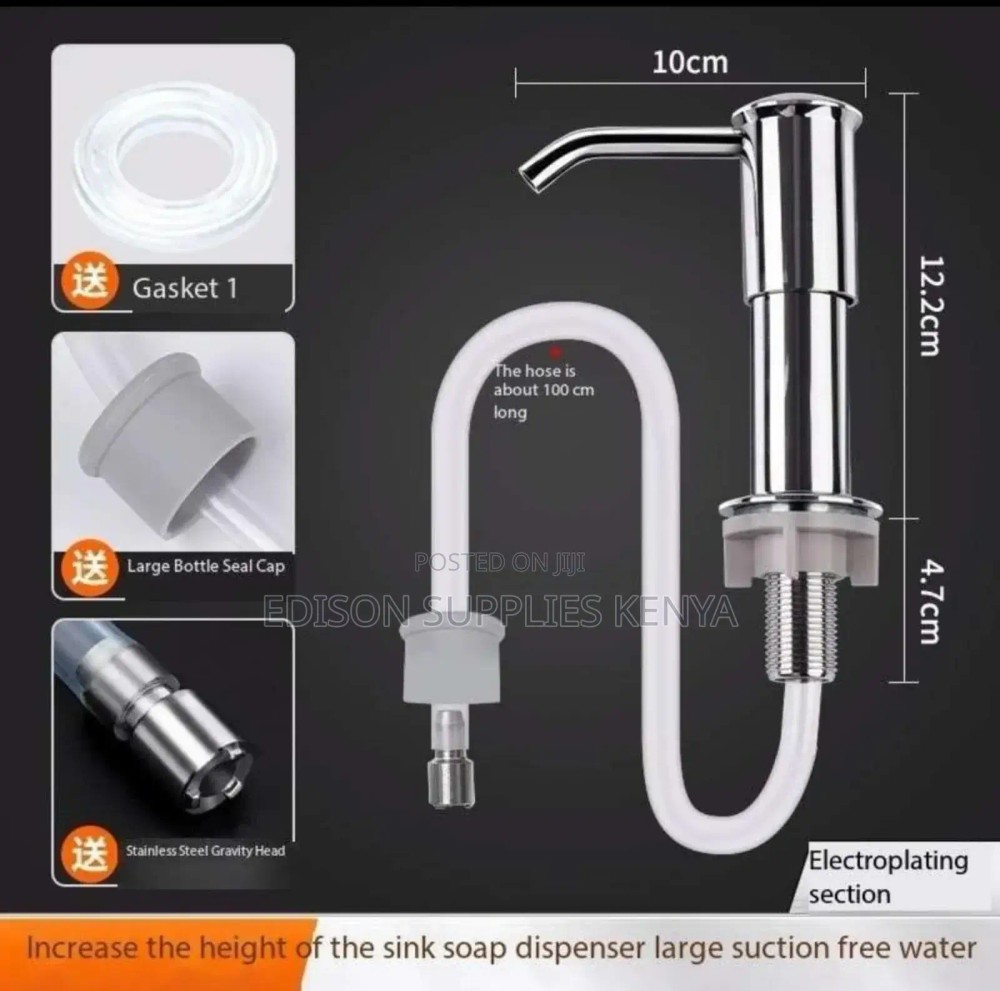 10cm
12.2cm
4.7cm
送
Gasket 1
The hose is
about 100 cm
long
送
Large Bottle Seal Cap
POSTED ON JIJI
EDISON SUPPLIES KENYA
送
Stainless Steel Gravity Head
Electroplating
section
Increase the height of the sink soap dispenser large suction free water